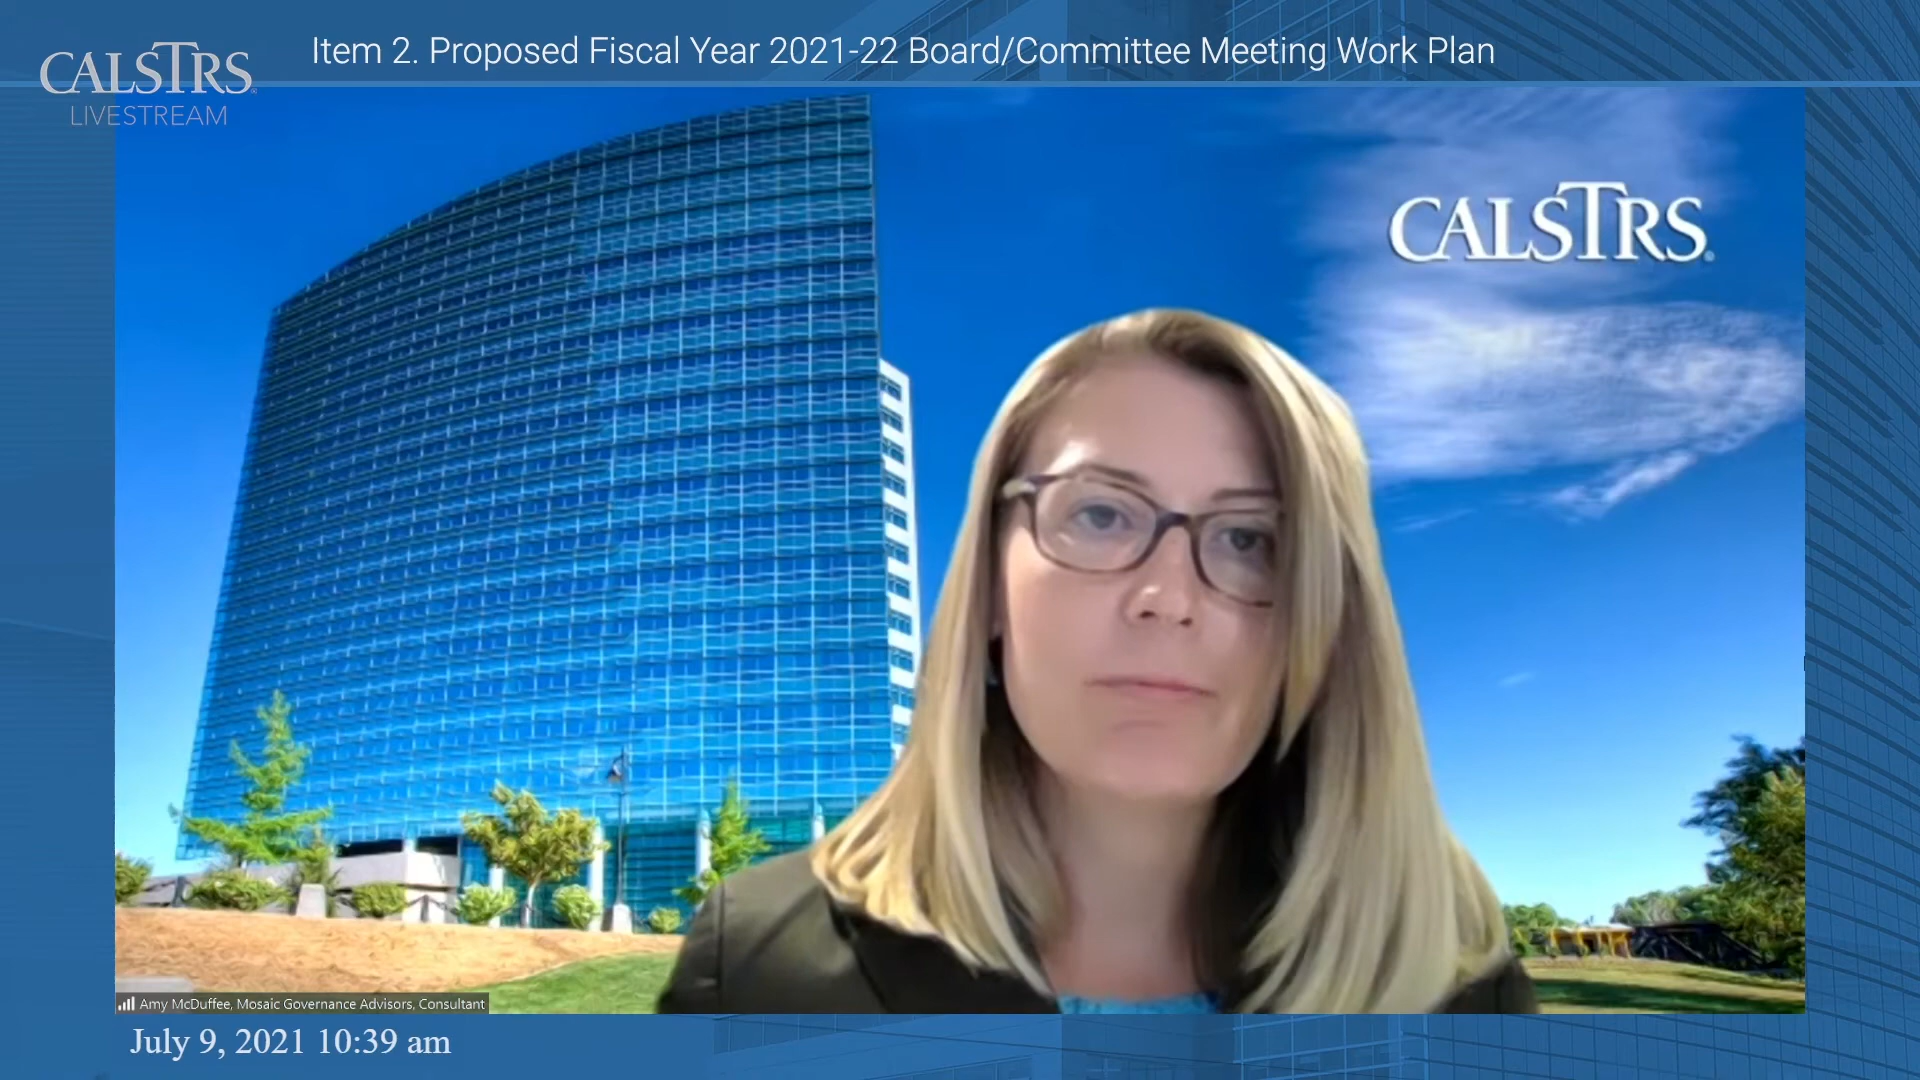 Item 2. Proposed Fiscal Year 2021-22 Board/Committee Meeting Work Plan
CALSTRS
LIVESTREAM
CALSTRS
Amy McDuffee, Mosaic Governance Advisors, Consultant
July 9, 2021 10:39 am